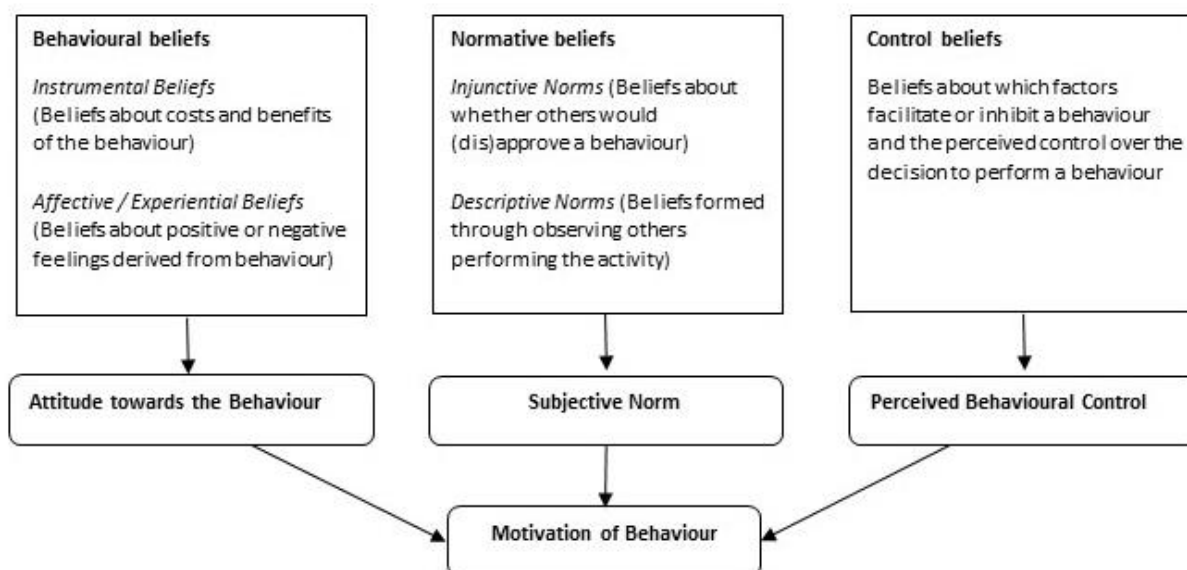 Behavioural beliefs
Instrumental Beliefs
(Beliefs about costs and benefits
of the behaviour)
Affective / Experiential Beliefs
(Beliefs about positive or negative
feelings derived from behaviour)
Normative beliefs
Injunctive Norms (Beliefs about
whether others would
(dis)approve a behaviour)
Descriptive Norms (Beliefs formed
through observing others
performing the activity)
Control beliefs
Beliefs about which factors
facilitate or inhibit a behaviour
and the perceived control over the
decision to perform a behaviour
Attitude towards the Behaviour
Subjective Norm
Perceived Behavioural Control
Motivation of Behaviour